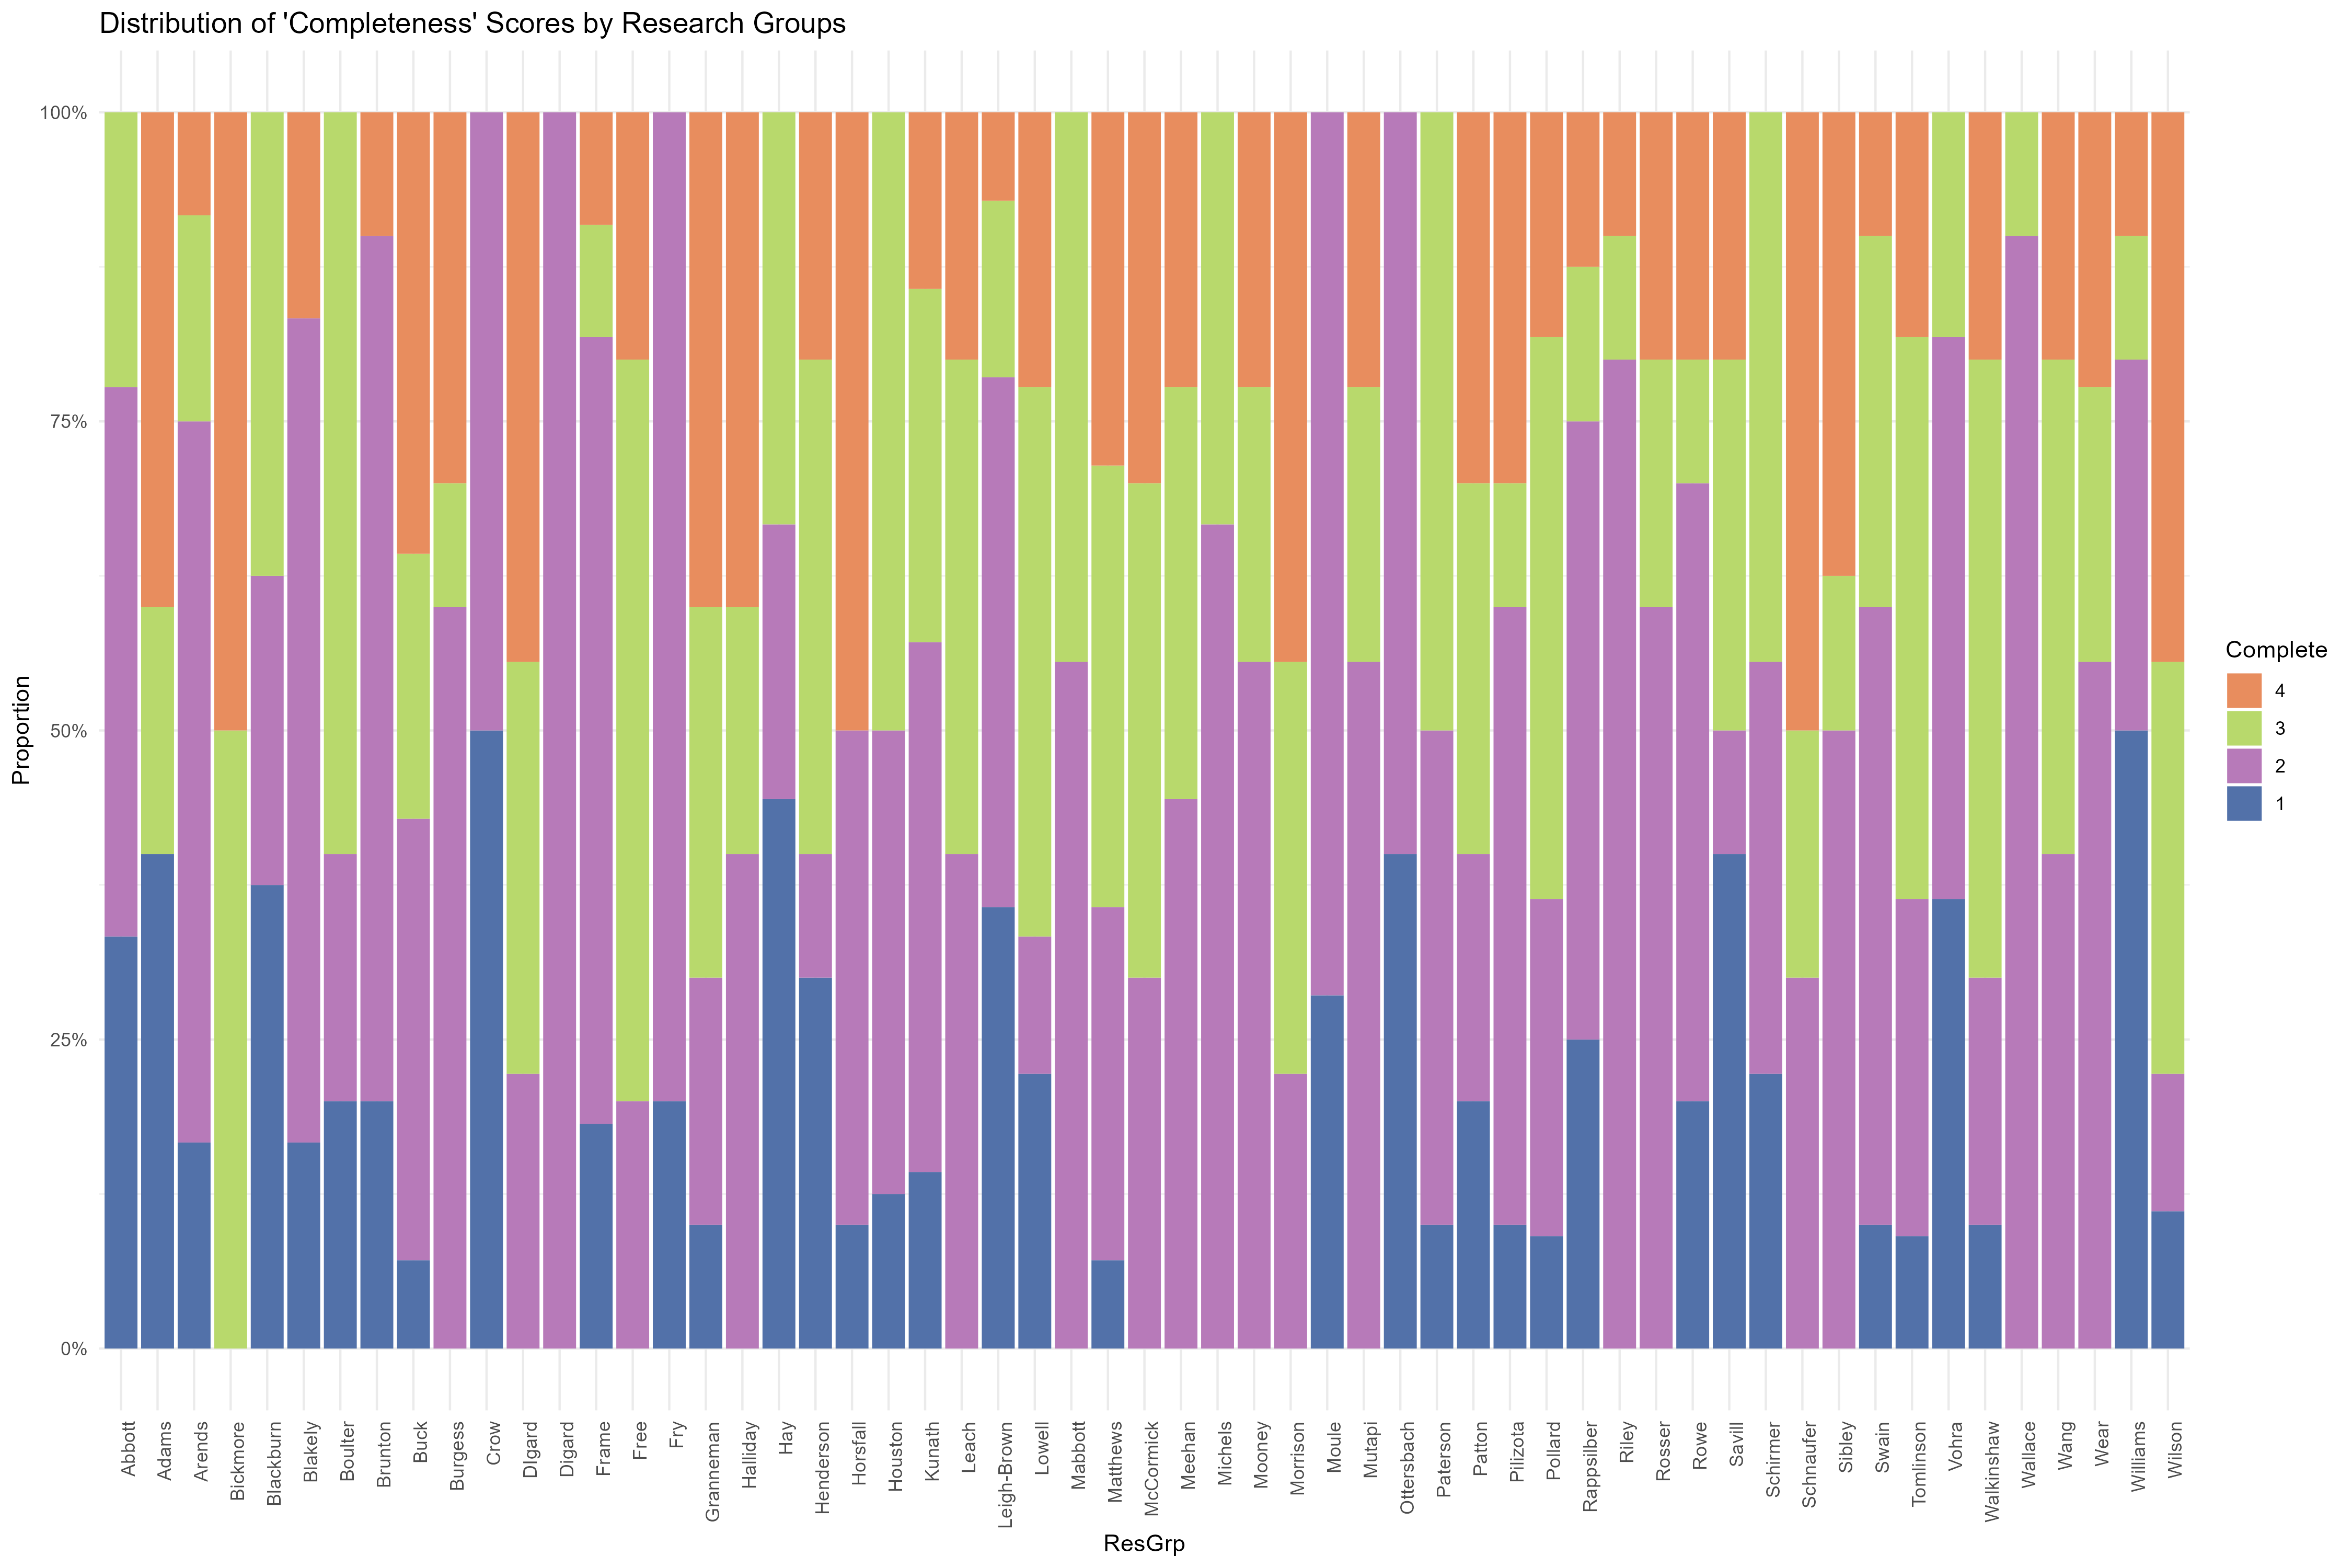 Distribution of 'Completeness' Scores by Research Groups
100%
75%
50%
25%
0%
Proportion
Abbott
Adams
Arends
Bickmore
Blackburn
Blakely
Boulter
Brunton
Buck
Burgess
Crow
DIgard
Digard
Frame
Free
Fry
Granneman
Halliday
Hay
Henderson
Horsfall
Houston
Kunath
Leach
Leigh-Brown
Lowell
Mabbott
Matthews
McCormick
Meehan
Michels
Mooney
Morrison
Moule
Mutapi
Ottersbach
Paterson
Patton
Pilizota
Pollard
Rappsilber
Riley
Rosser
Rowe
Savill
Schirmer
Schnaufer
Sibley
Swain
Tomlinson
Vohra
Walkinshaw
Wallace
Wang
Wear
Williams
Wilson
ResGrp
Complete
4
3
2
1